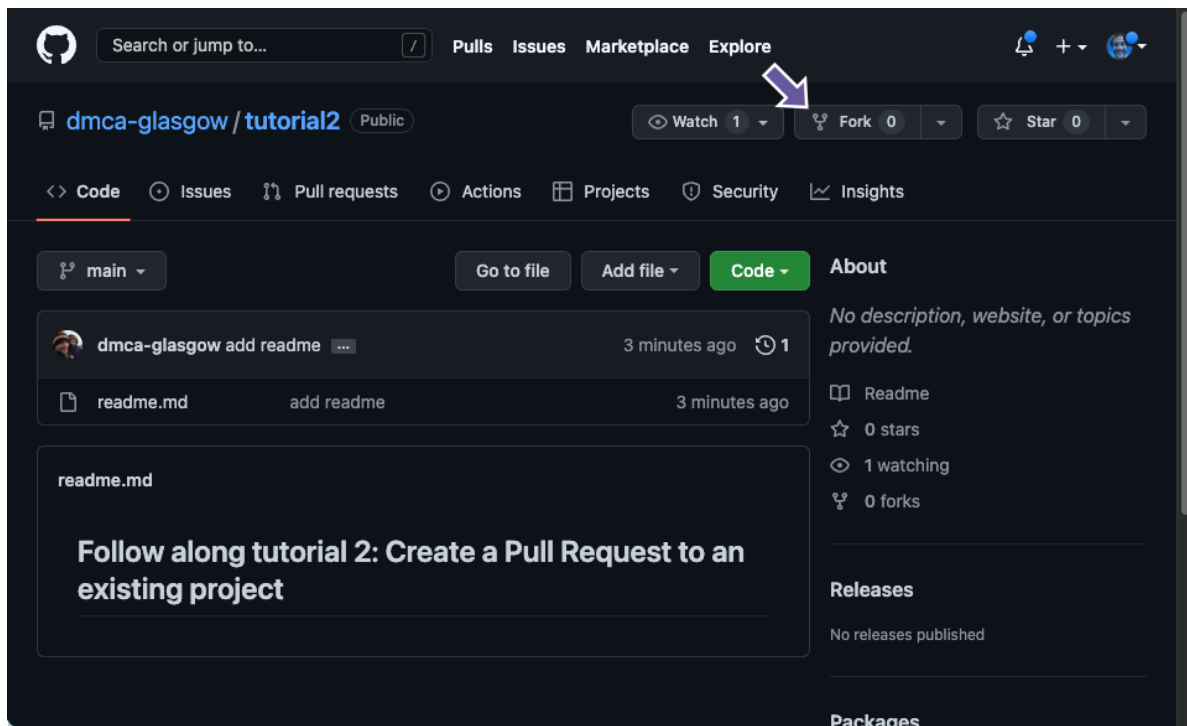 Search or jump to... /
Pulls Issues Marketplace Explore
dmca-glasgow / tutorial2 Public
Watch 1 Fork 0 Star 0
<> Code Issues Pull requests Actions Projects Security Insights
main Go to file Add file Code
dmca-glasgow add readme ... 3 minutes ago 1
readme.md add readme 3 minutes ago
readme.md
Follow along tutorial 2: Create a Pull Request to an
existing project
About
No description, website, or topics
provided.
Readme
0 stars
1 watching
0 forks
Releases
No releases published
Packages